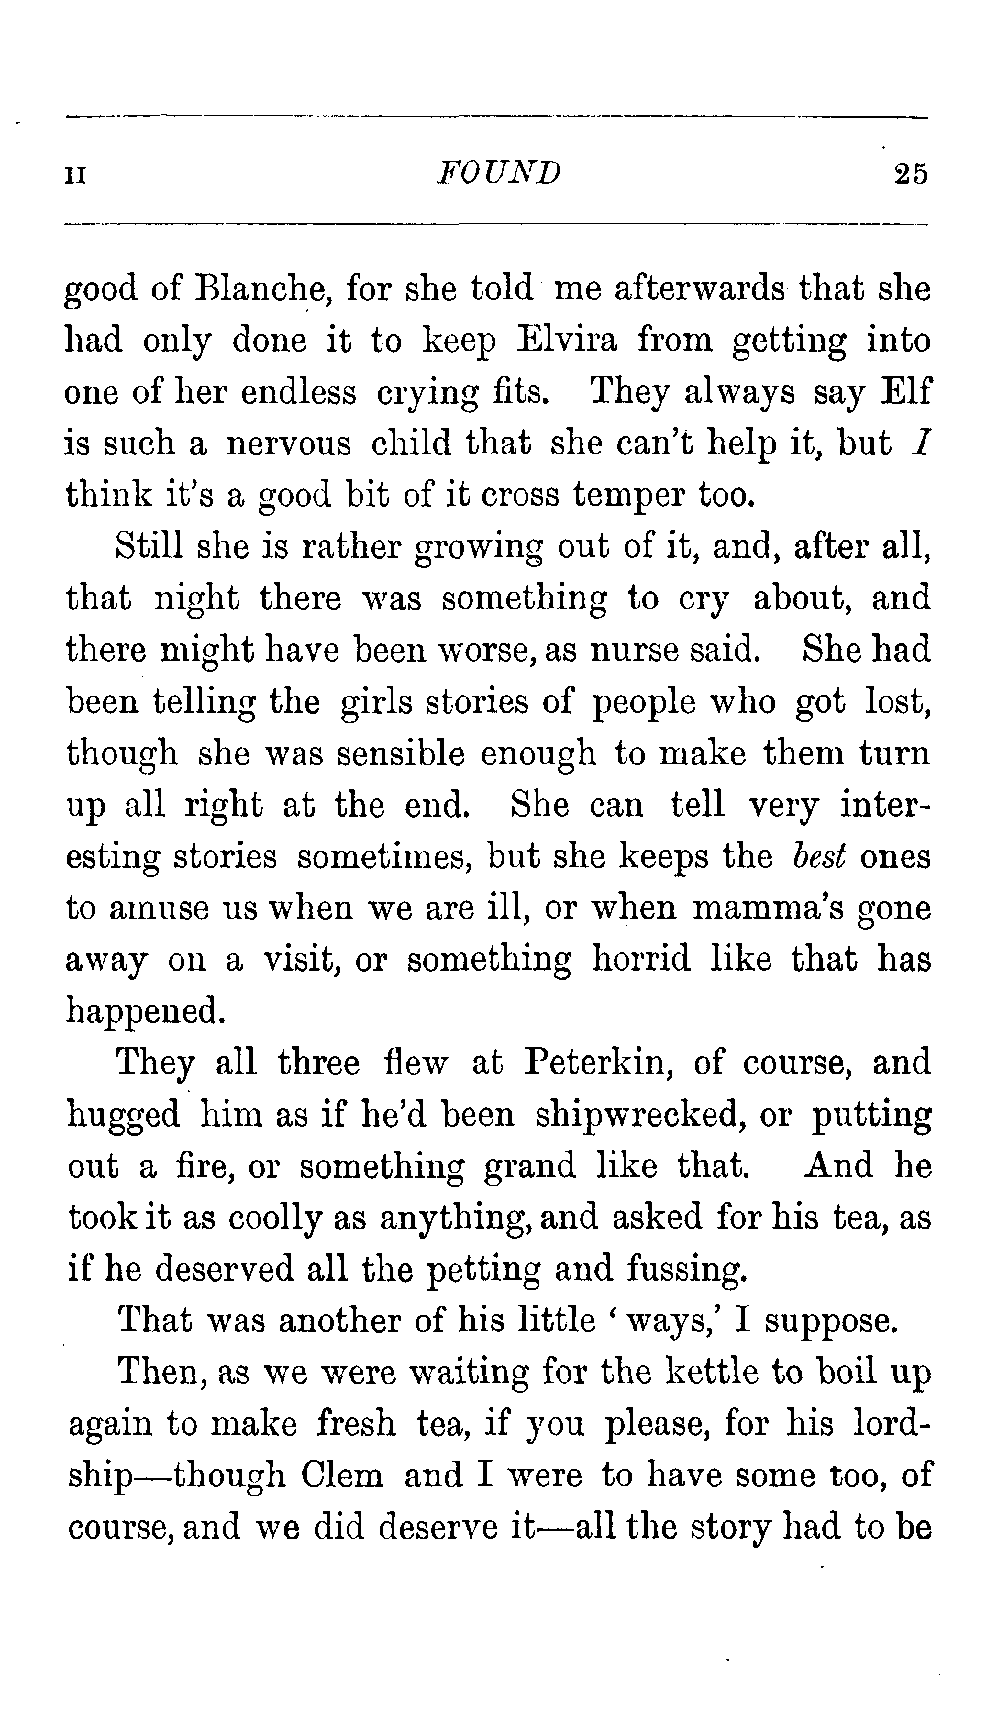 II FOUND 25
good of Blanche, for she told me afterwards that she
had only done it to keep Elvira from getting into
one of her endless crying fits. They always say Elf
is such a nervous child that she can't help it, but I
think it's a good bit of it cross temper too.
Still she is rather growing out of it, and, after all,
that night there was something to cry about, and
there might have been worse, as nurse said. She had
been telling the girls stories of people who got lost,
though she was sensible enough to make them turn
up all right at the end. She can tell very inter-
esting stories sometimes, but she keeps the best ones
to amuse us when we are ill, or when mamma's gone
away on a visit, or something horrid like that has
happened.
They all three flew at Peterkin, of course, and
hugged him as if he'd been shipwrecked, or putting
out a fire, or something grand like that. And he
took it as coolly as anything, and asked for his tea, as
if he deserved all the petting and fussing.
That was another of his little ‘ways,’ I suppose.
Then, as we were waiting for the kettle to boil up
again to make fresh tea, if you please, for his lord-
ship—though Clem and I were to have some too, of
course, and we did deserve it—all the story had to be